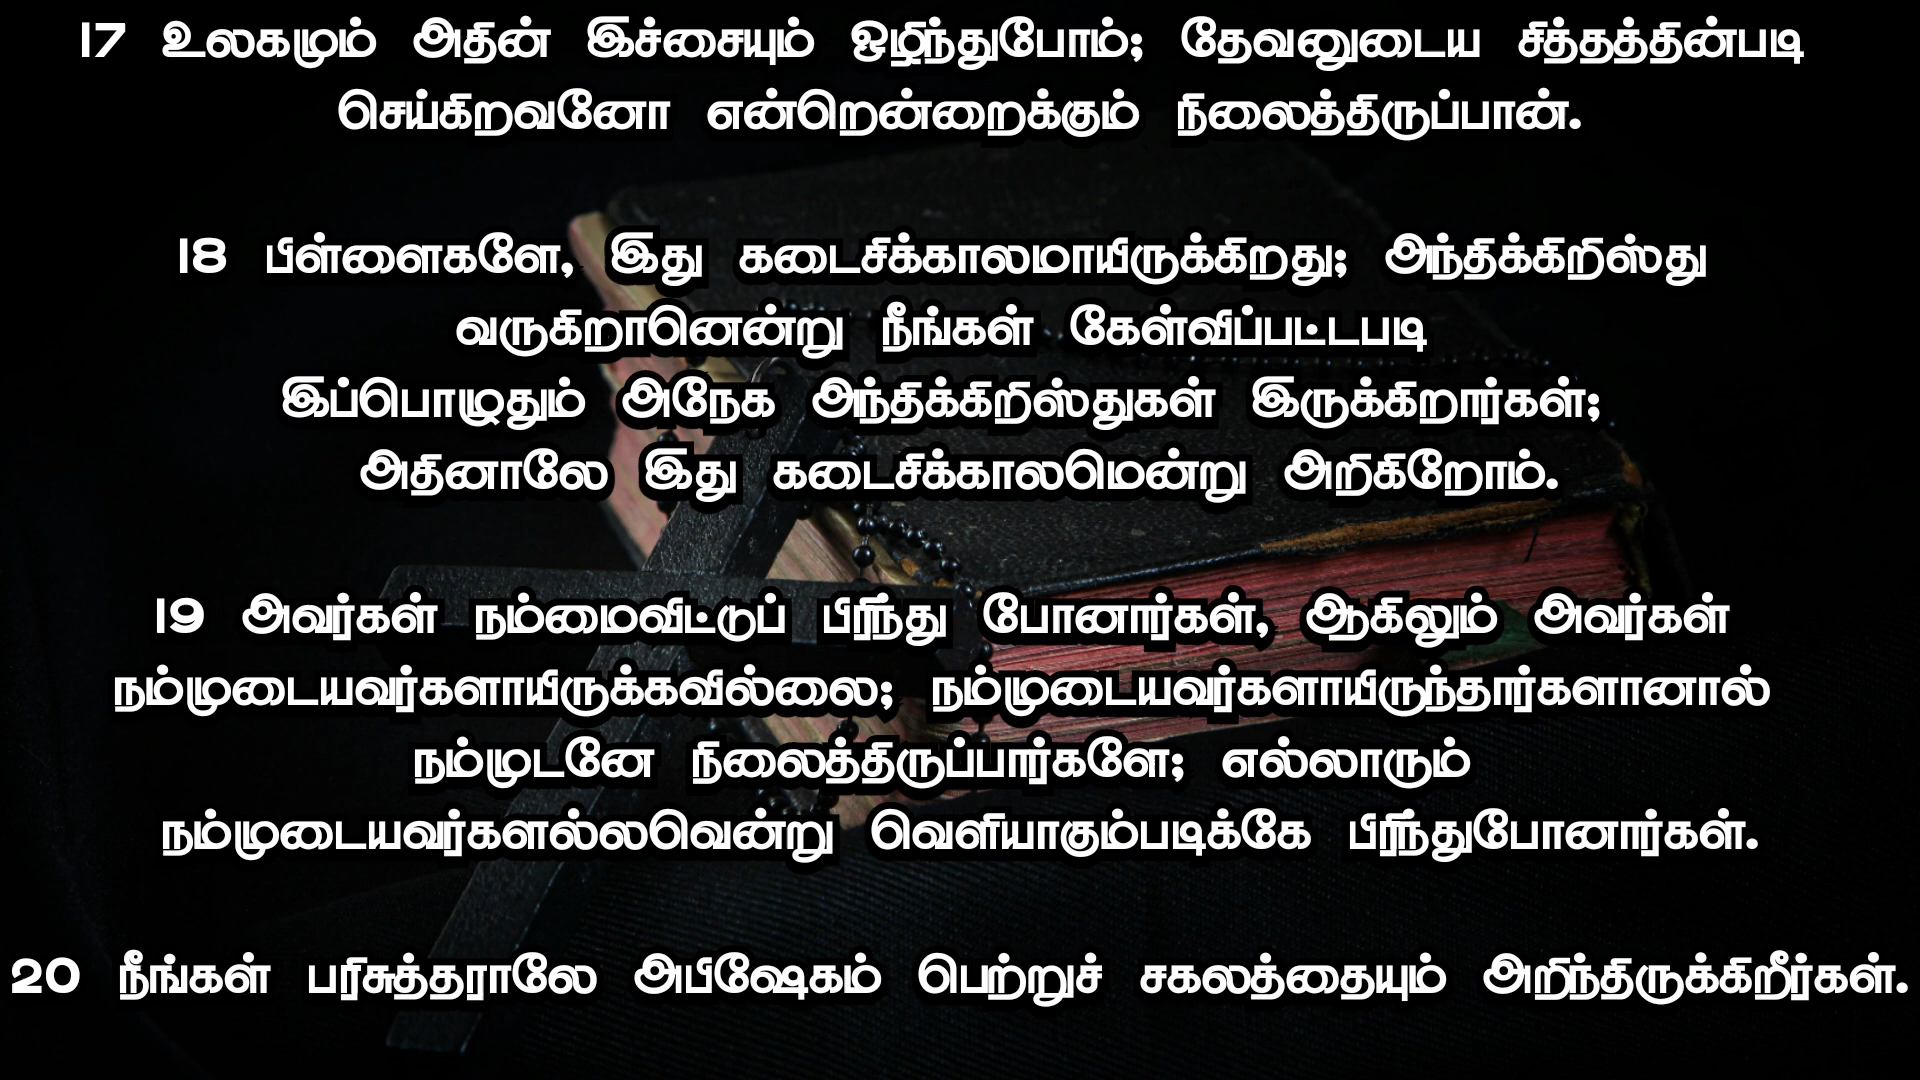 17 உலகமும் அதின் இச்சையும் ஒழிந்துபோம்; தேவனுடைய சித்தத்தின்படி
செய்கிறவனோ என்றென்றைக்கும் நிலைத்திருப்பான்.
18 பிள்ளைகளே, இது கடைசிக்காலமாயிருக்கிறது; அந்திக்கிறிஸ்து
வருகிறானென்று நீங்கள் கேள்விப்பட்டபடி
இப்பொழுதும் அநேக அந்திக்கிறிஸ்துகள் இருக்கிறார்கள்;
அதினாலே இது கடைசிக்காலமென்று அறிகிறோம்.
19 அவர்கள் நம்மைவிட்டுப் பிரிந்து போனார்கள், ஆகிலும் அவர்கள்
நம்முடையவர்களாயிருக்கவில்லை; நம்முடையவர்களாயிருந்தார்களானால்
நம்முடனே நிலைத்திருப்பார்களே; எல்லாரும்
நம்முடையவர்களல்லவென்று வெளியாகும்படிக்கே பிரிந்துபோனார்கள்.
20 நீங்கள் பரிசுத்தராலே அபிஷேகம் பெற்றுச் சகலத்தையும் அறிந்திருக்கிறீர்கள்.